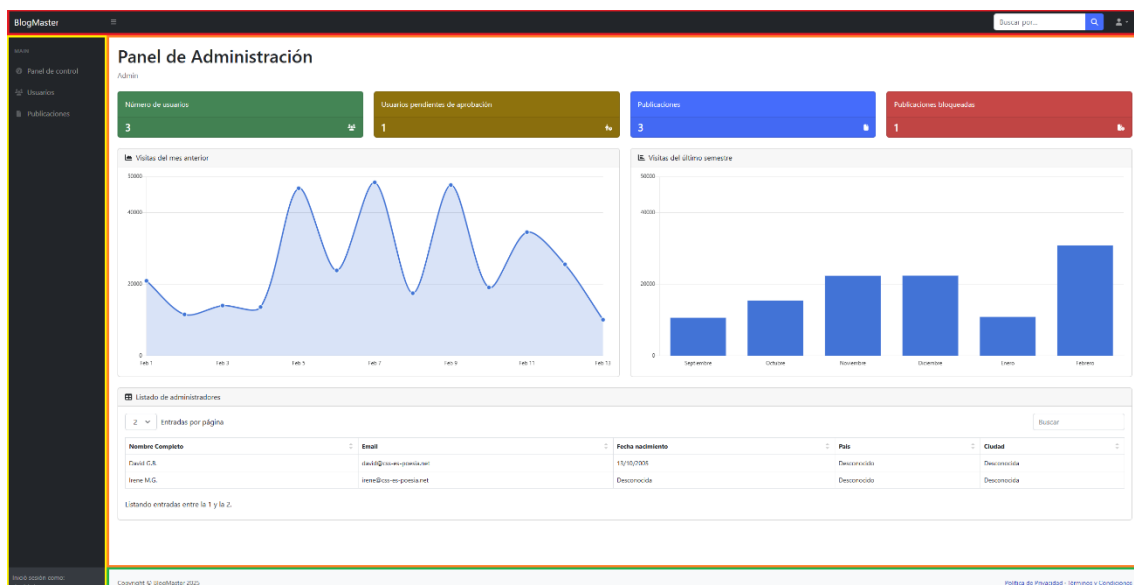 BlogMaster
Buscar por...
MAIN
Panel de control
Usuarios
Publicaciones
Inició sesión como:
Panel de Administración
Admin
Número de usuarios
3
Usuarios pendientes de aprobación
1
Publicaciones
3
Publicaciones bloqueadas
1
Visitas del mes anterior
50000
40000
20000
0
Feb 1
Feb 3
Feb 5
Feb 7
Feb 9
Feb 11
Feb 13
Visitas del último semestre
50000
40000
20000
0
Septiembre
Octubre
Noviembre
Diciembre
Enero
Febrero
Listado de administradores
2 Entradas por página
Buscar
Nombre Completo Email Fecha nacimiento País Ciudad
David G.B. david@css-es-poesia.net Desconocido Desconocida
Irene M.G. irene@css-es-poesia.net Desconocida Desconocido Desconocida
Listando entradas entre la 1 y la 2.
Copyright © BlogMaster 2025
Política de Privacidad · Términos y Condiciones